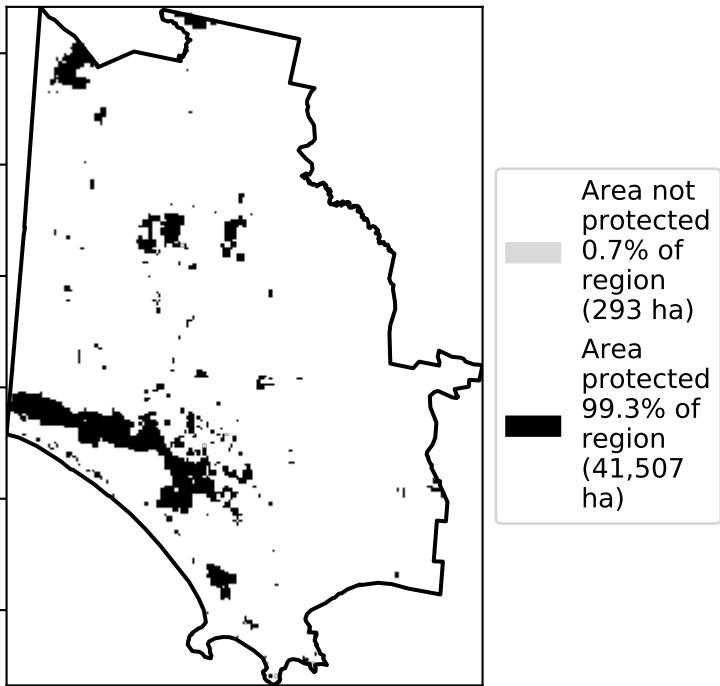 Area not
protected
0.7% of
region
(293 ha)
Area
protected
99.3% of
region
(41,507
ha)